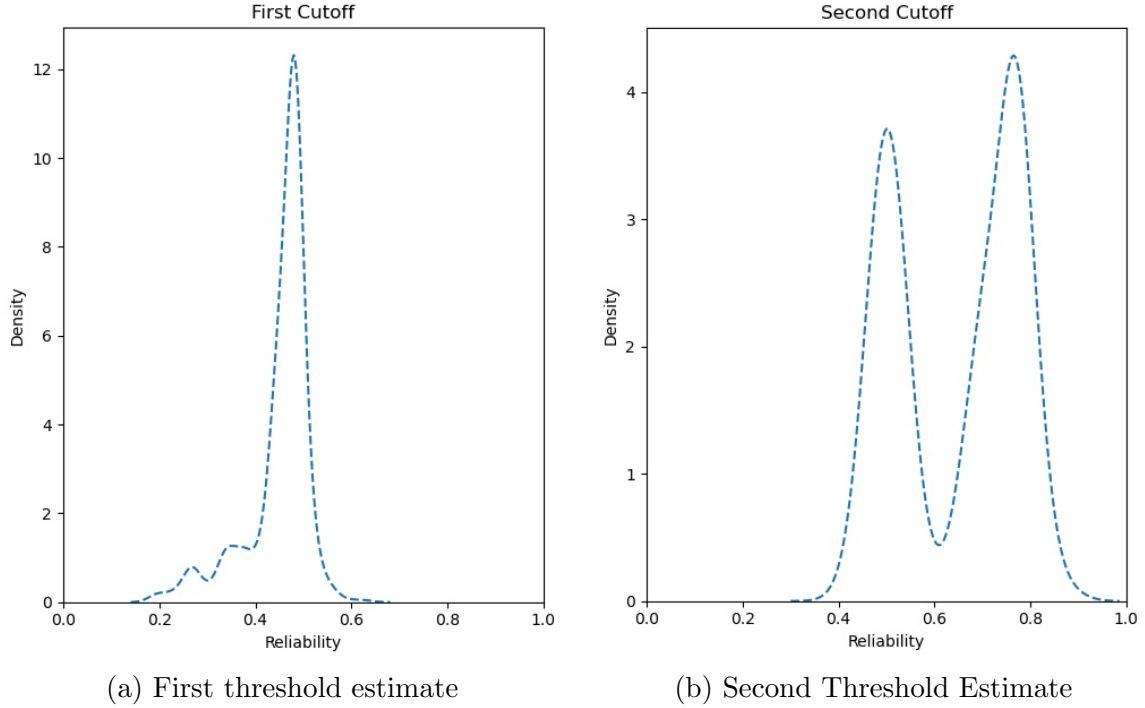 First Cutoff
12
10
8
6
4
2
0
Density
0.0 0.2 0.4 0.6 0.8 1.0
Reliability
(a) First threshold estimate
Second Cutoff
4
3
2
1
0
Density
0.0 0.2 0.4 0.6 0.8 1.0
Reliability
(b) Second Threshold Estimate